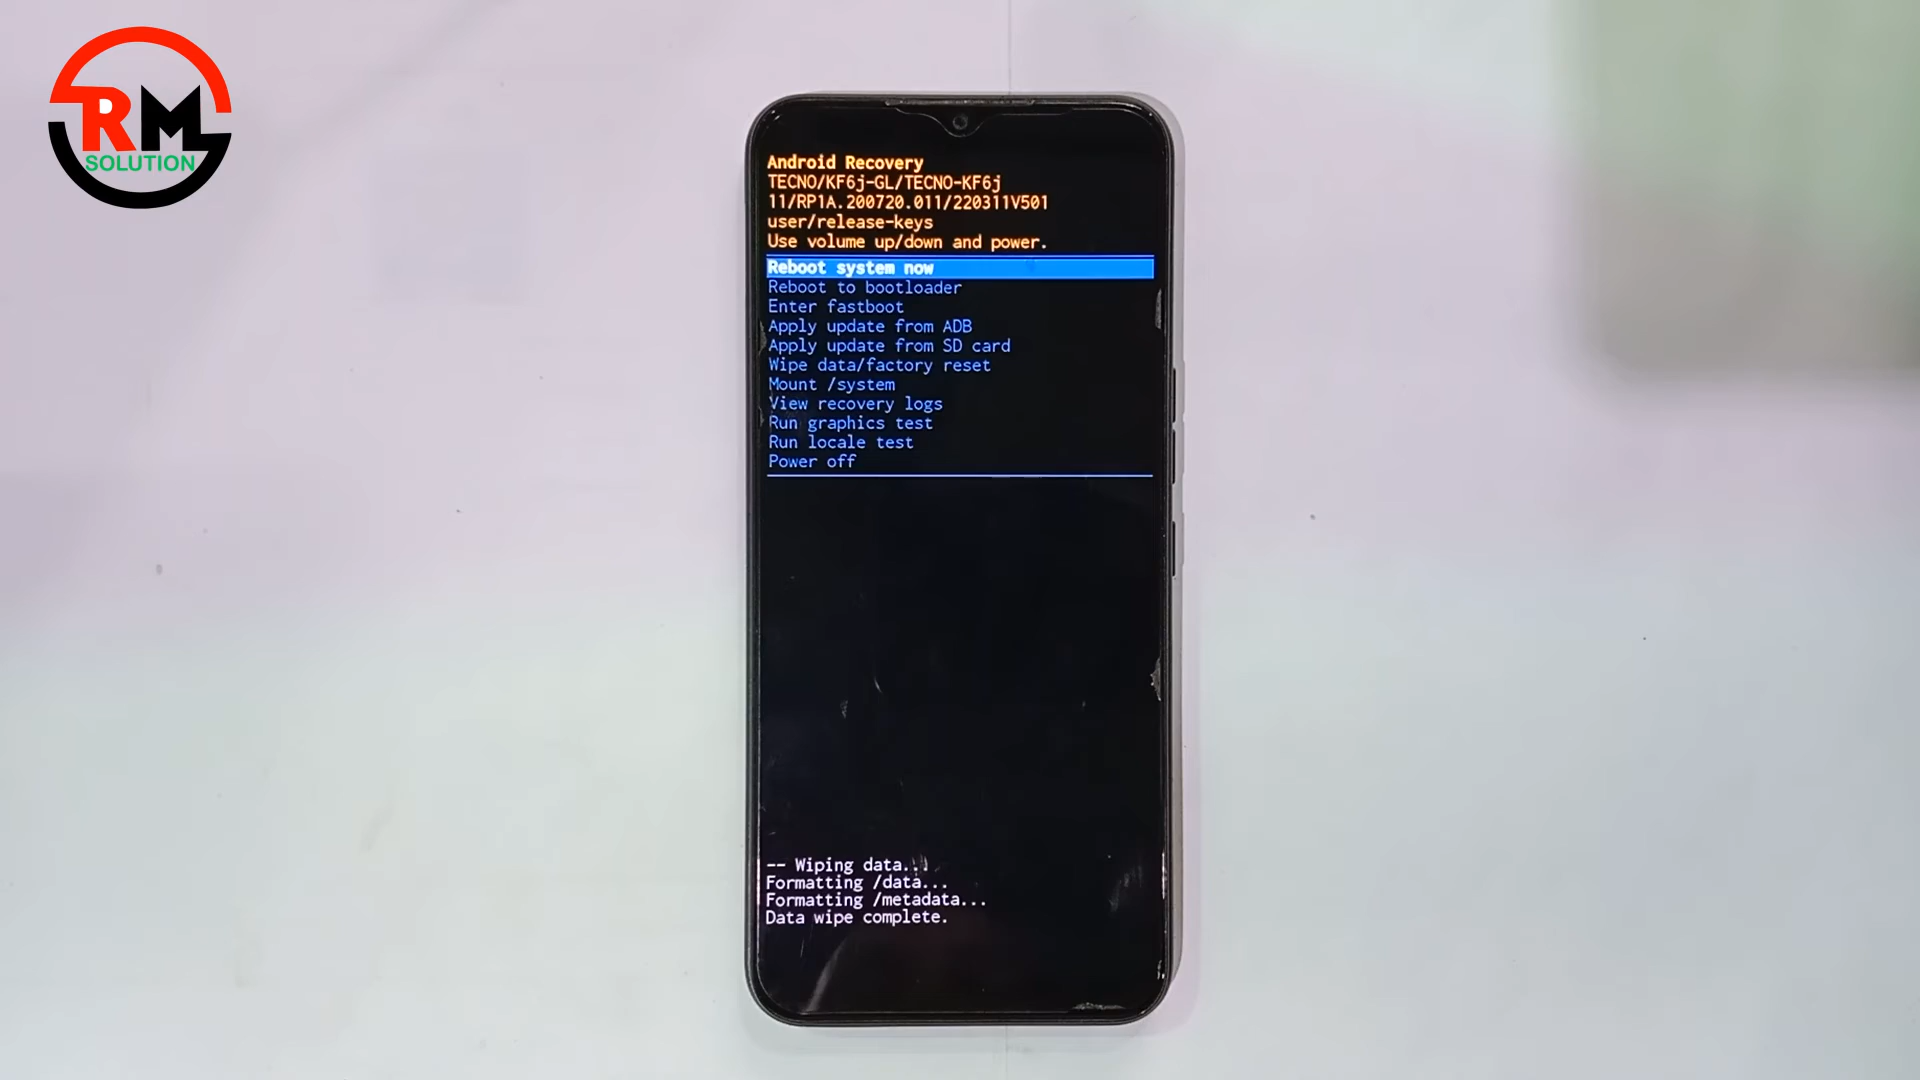 RM
SOLUTION
Android Recovery
TECNO/KF6j-GL/TECNO-KF6j
11/RP1A.200720.011/220311V501
user/release-keys
Use volume up/down and power.
Reboot system now
Reboot to bootloader
Enter fastboot
Apply update from ADB
Apply update from SD card
Wipe data/factory reset
Mount /system
View recovery logs
Run graphics test
Run locale test
Power off
-- Wiping data...
Formatting /data...
Formatting /metadata...
Data wipe complete.